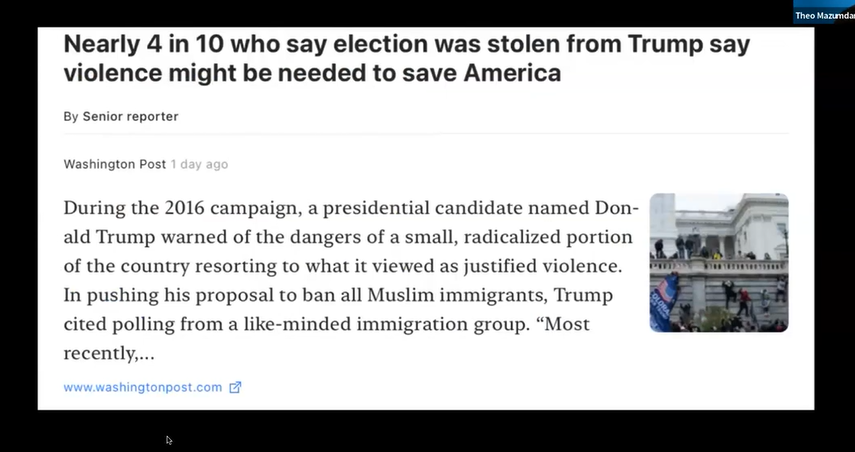 Theo Mazumdar
Nearly 4 in 10 who say election was stolen from Trump say
violence might be needed to save America
By Senior reporter
Washington Post 1 day ago
During the 2016 campaign, a presidential candidate named Don-
ald Trump warned of the dangers of a small, radicalized portion
of the country resorting to what it viewed as justified violence.
In pushing his proposal to ban all Muslim immigrants, Trump
cited polling from a like-minded immigration group. “Most
recently,...
www.washingtonpost.com